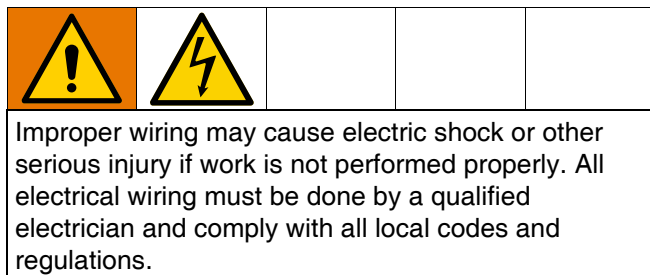 Improper wiring may cause electric shock or other
serious injury if work is not performed properly. All
electrical wiring must be done by a qualified
electrician and comply with all local codes and
regulations.